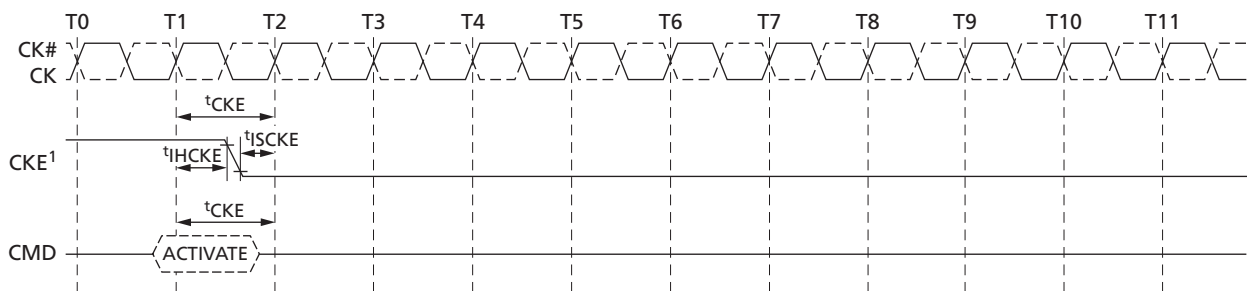 T0 T1 T2 T3 T4 T5 T6 T7 T8 T9 T10 T11
CK#
CK
tCKE
tISCKE
CKE1
tIHCKE
tCKE
CMD
ACTIVATE